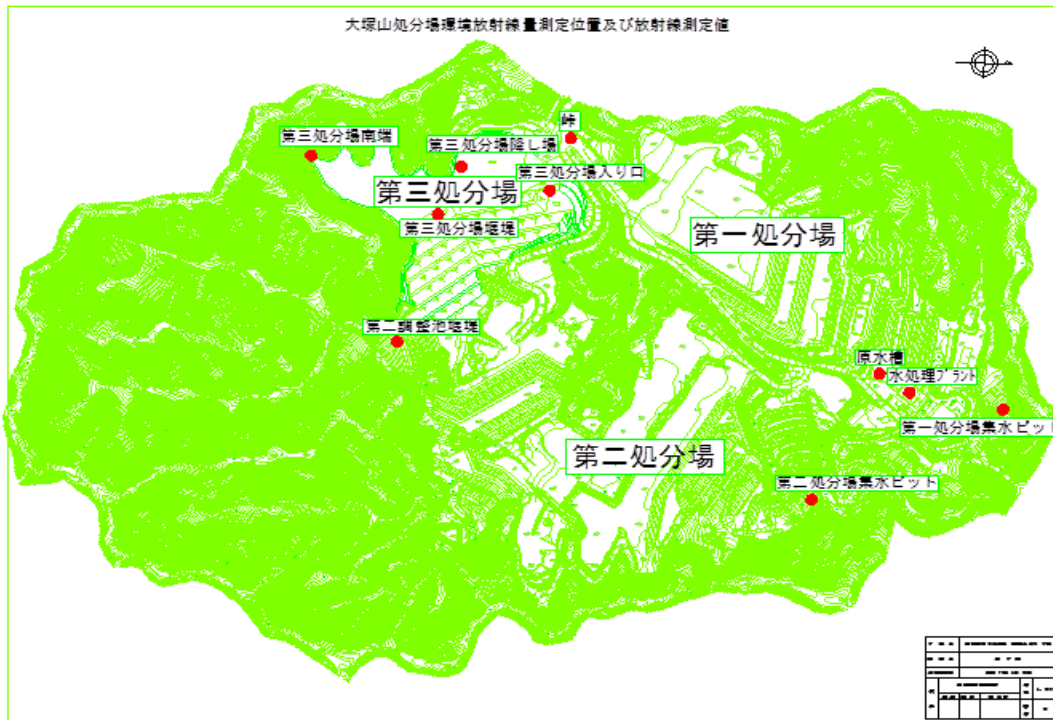 大塚山処分場環境放射線量測定位置及び放射線測定値
峠
第三処分場南端
第三処分場降し場
第三処分場入り口
第三処分場
第三処分場堰堤
第一処分場
第二調整池堰堤
原水槽
水処理プラント
第一処分場集水ピット
第二処分場
第二処分場集水ピット